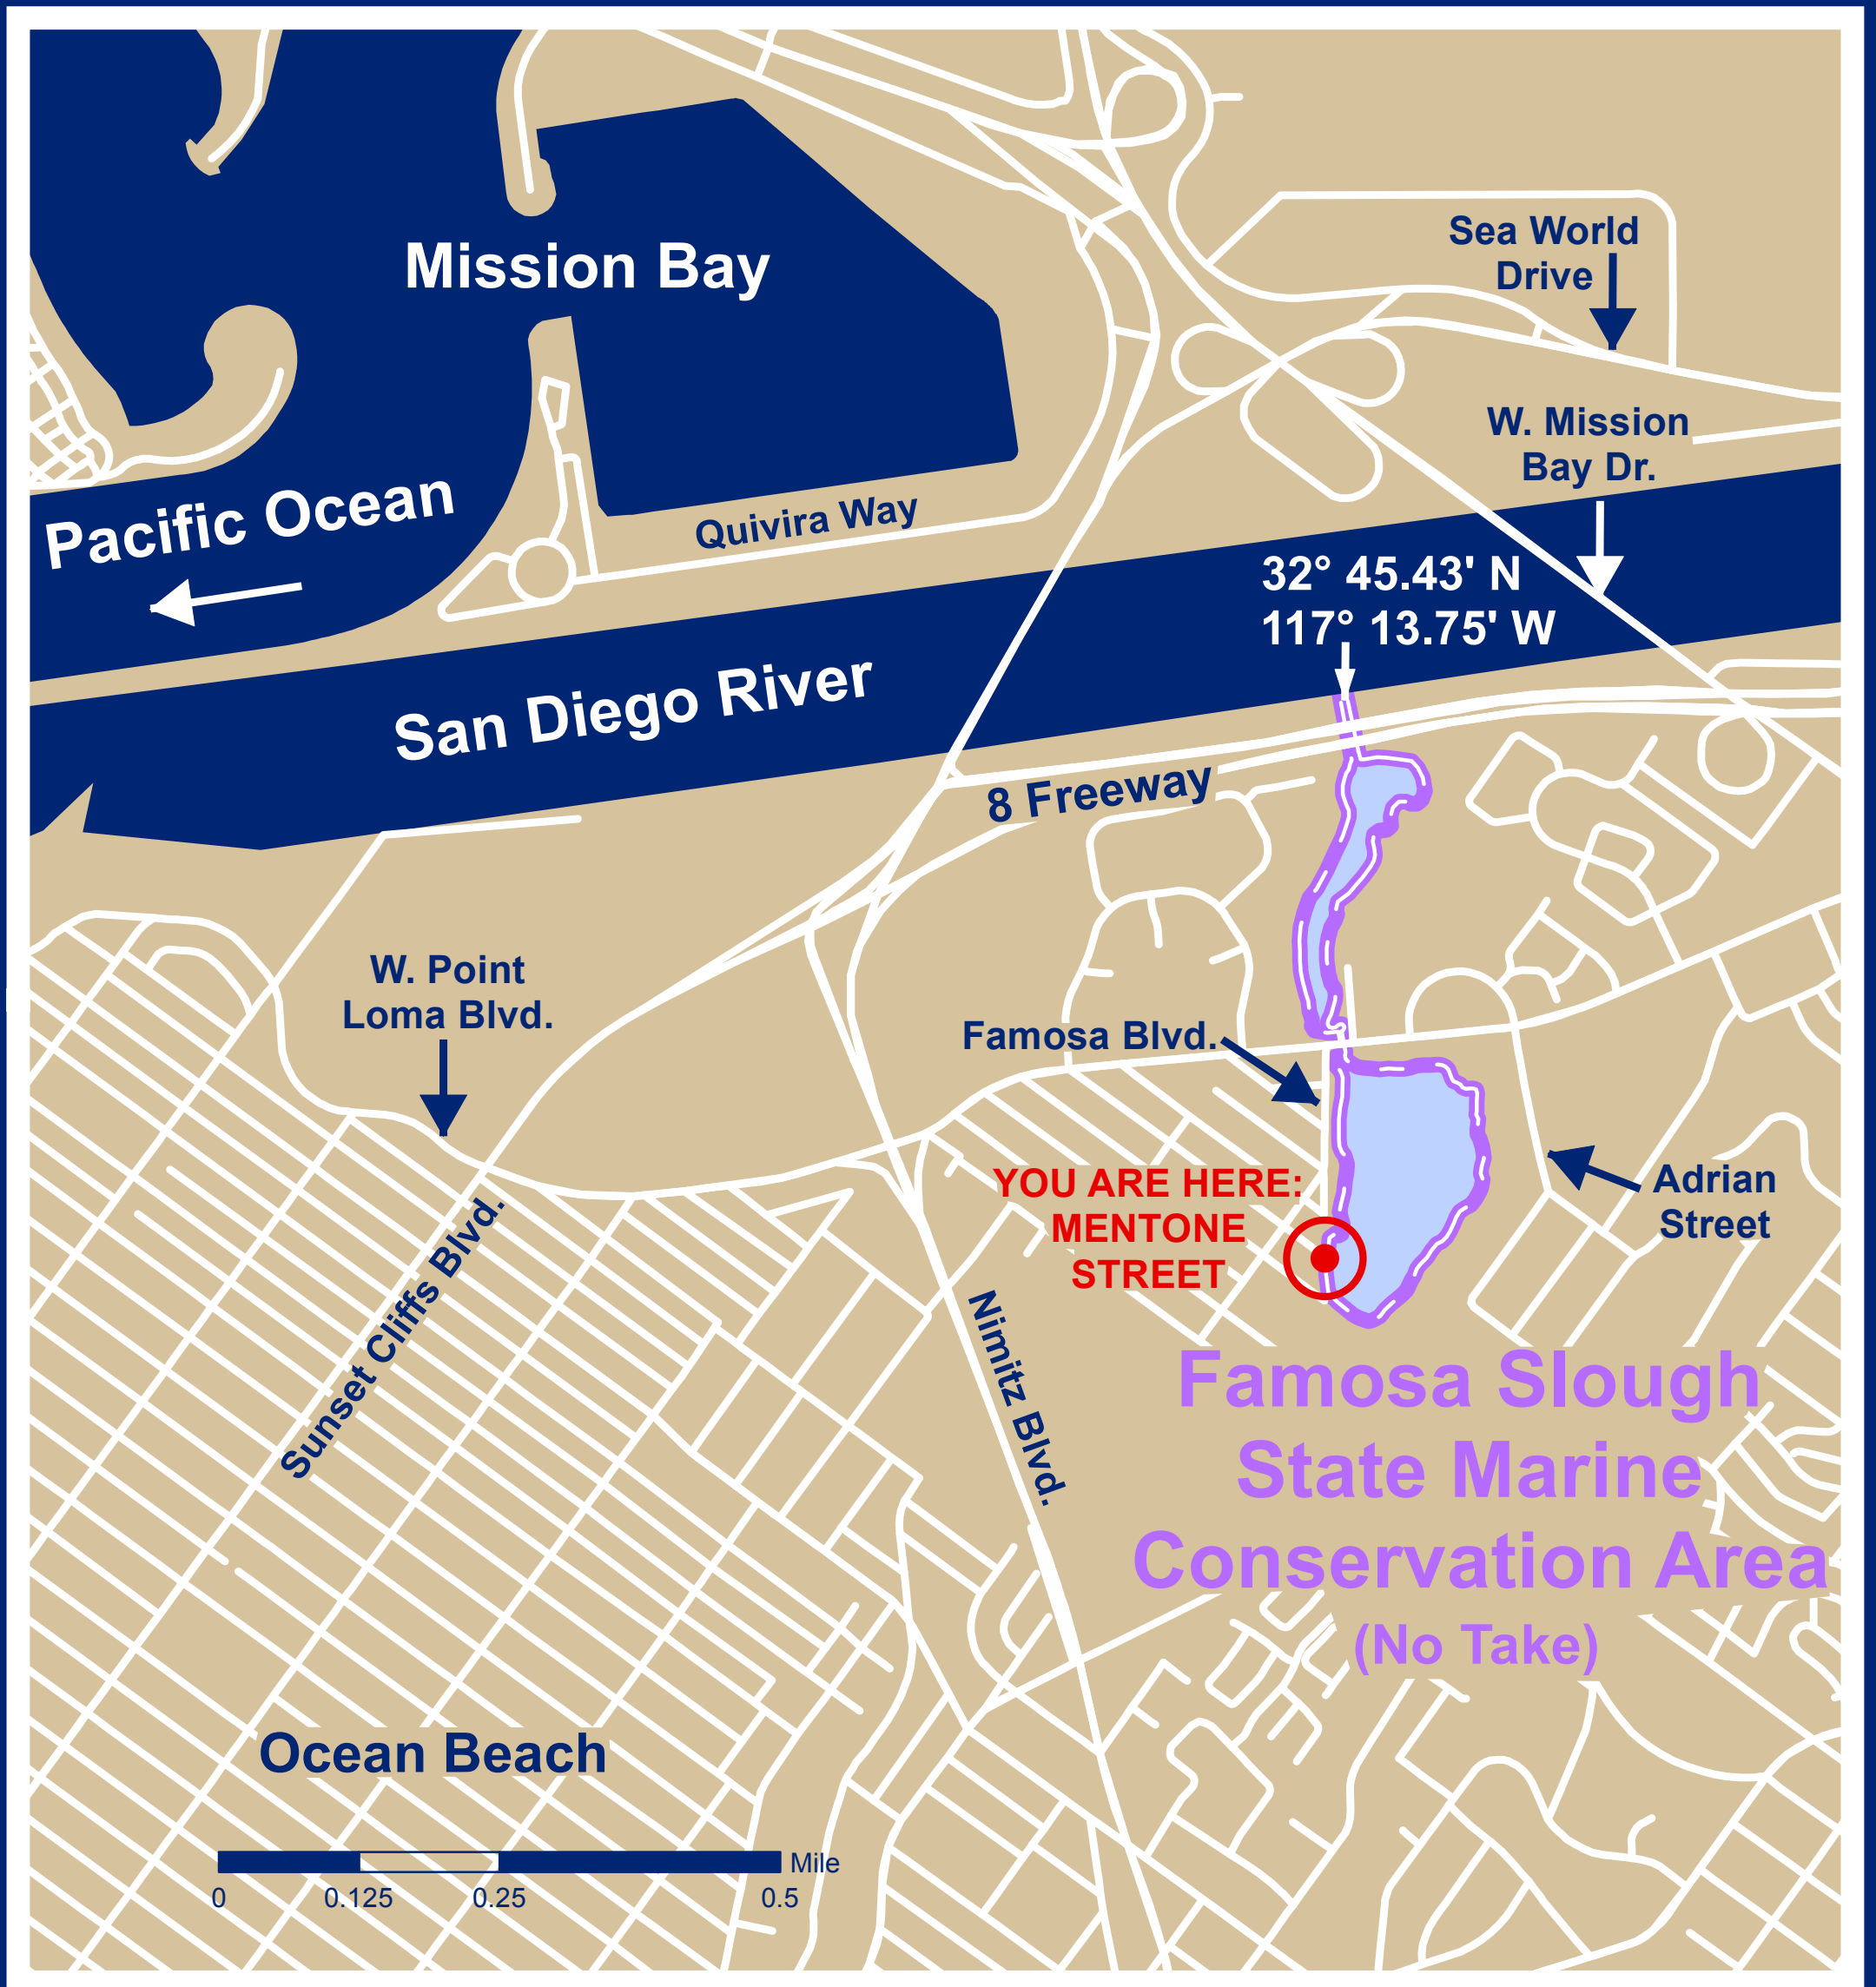 Sea World
Drive
Mission Bay
W. Mission
Bay Dr.
Pacific Ocean
Quivira Way
32° 45.43' N
117° 13.75' W
San Diego River
8 Freeway
W. Point
Loma Blvd.
Famosa Blvd.
YOU ARE HERE:
MENTONE
STREET
Adrian
Street
Sunset Cliffs Blvd.
Nimitz Blvd.
Famosa Slough
State Marine
Conservation Area
(No Take)
Ocean Beach
Mile
0 0.125 0.25 0.5